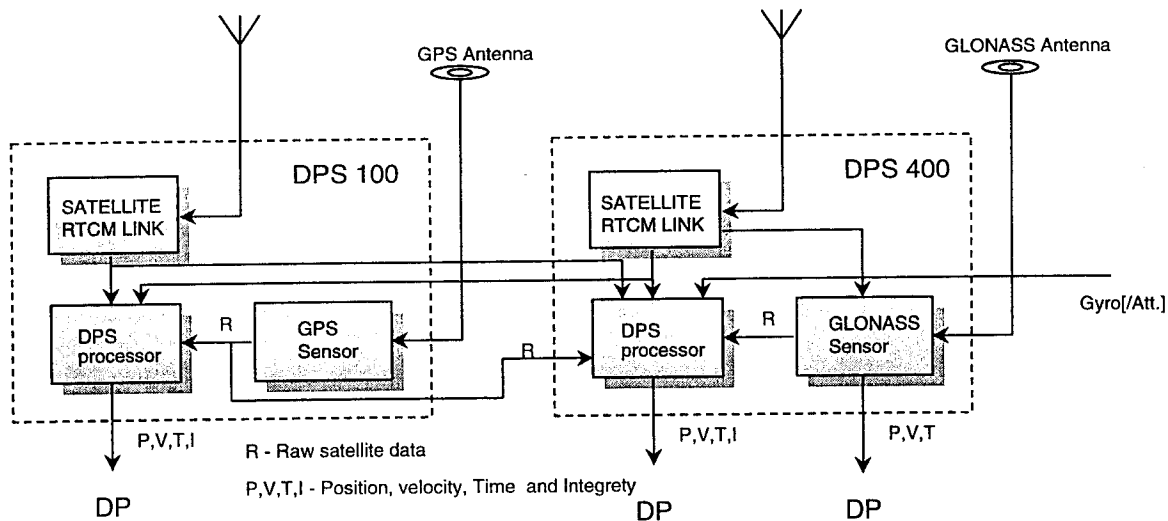 GPS Antenna
GLONASS Antenna
DPS 100
DPS 400
SATELLITE
RTCM LINK
SATELLITE
RTCM LINK
Gyro[/Att.]
DPS
processor
R
GPS
Sensor
R
DPS
processor
R
GLONASS
Sensor
P,V,T,I
P,V,T,I
P,V,T
R - Raw satellite data
P,V,T,I - Position, velocity, Time and Integrety
DP
DP
DP